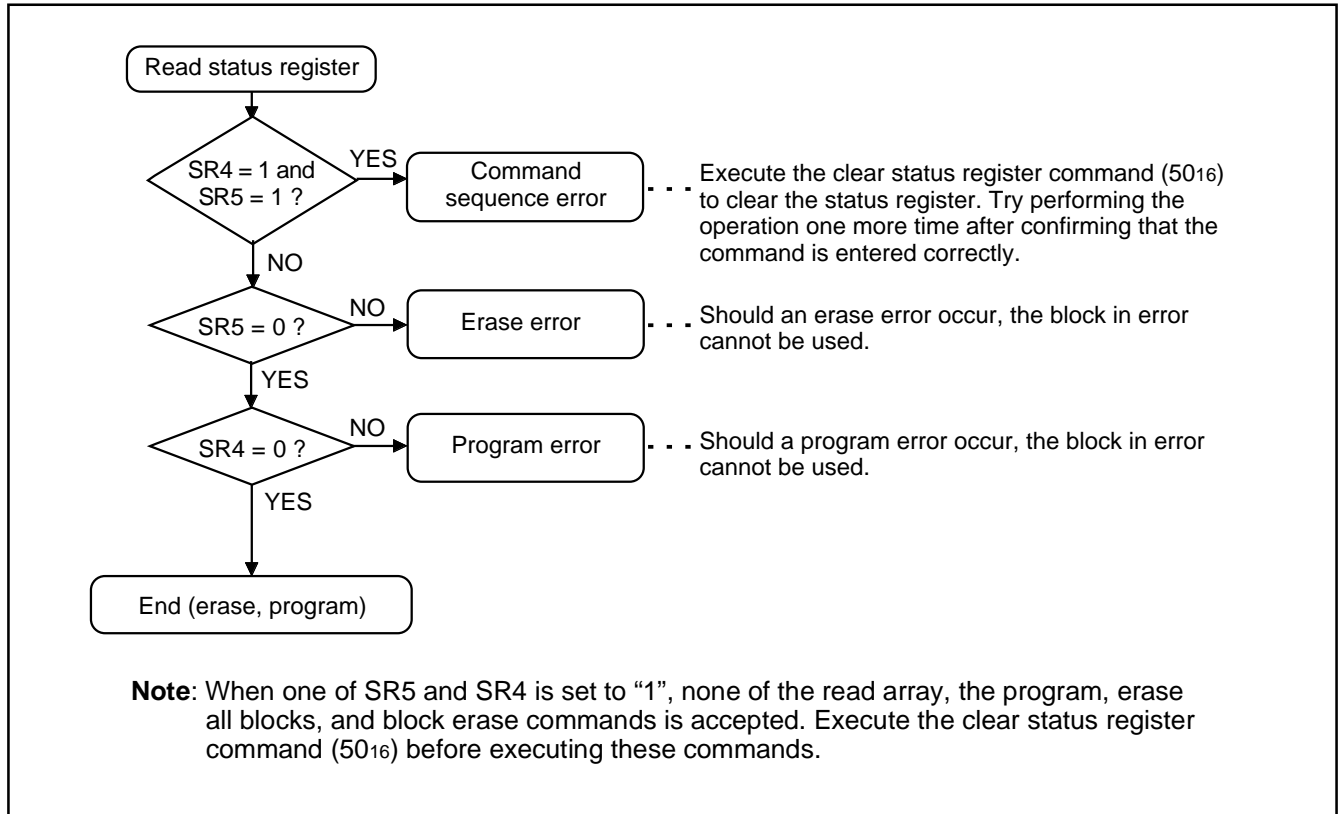 Read status register
SR4 = 1 and
SR5 = 1 ?
YES
Command
sequence error
Execute the clear status register command (5016)
to clear the status register. Try performing the
operation one more time after confirming that the
command is entered correctly.
NO
SR5 = 0 ?
NO
Erase error
Should an erase error occur, the block in error
cannot be used.
YES
SR4 = 0 ?
NO
Program error
Should a program error occur, the block in error
cannot be used.
YES
End (erase, program)
Note: When one of SR5 and SR4 is set to “1”, none of the read array, the program, erase
all blocks, and block erase commands is accepted. Execute the clear status register
command (5016) before executing these commands.